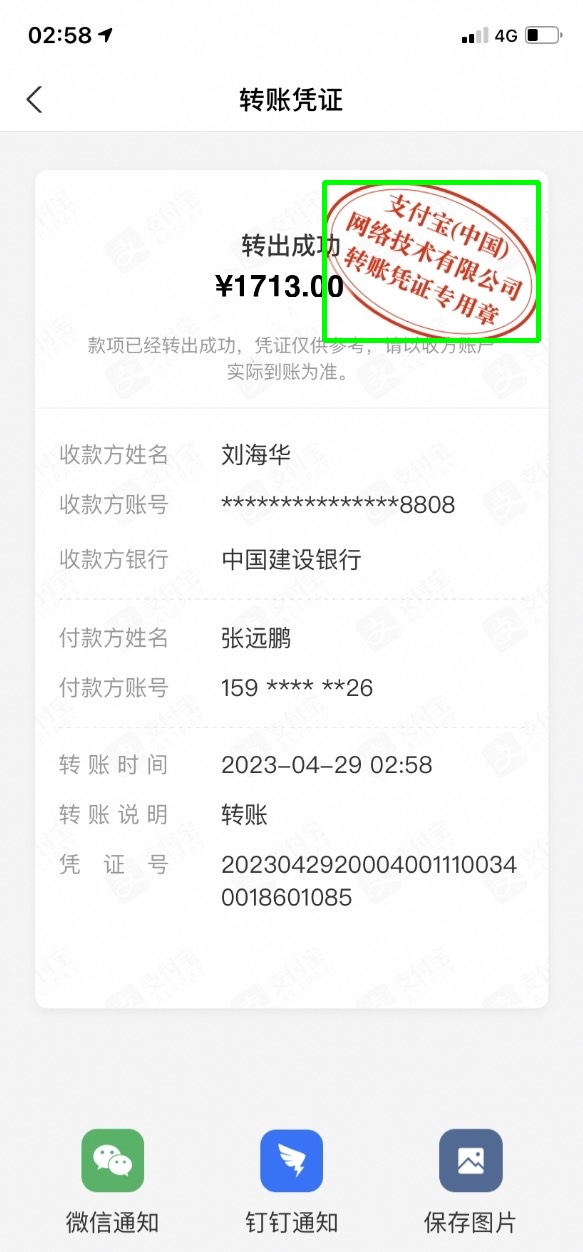 02:58
4G
转账凭证
支付宝(中国)
网络技术有限公司
转账凭证专用章
转出成功
¥1713.00
款项已经转出成功，凭证仅供参考，请以收方账户
实际到账为准。
收款方姓名 刘海华
收款方账号 ***************8808
收款方银行 中国建设银行
付款方姓名 张远鹏
付款方账号 159 **** **26
转账时间 2023-04-29 02:58
转账说明 转账
凭证号 2023042920004001110034
0018601085
微信通知 钉钉通知 保存图片